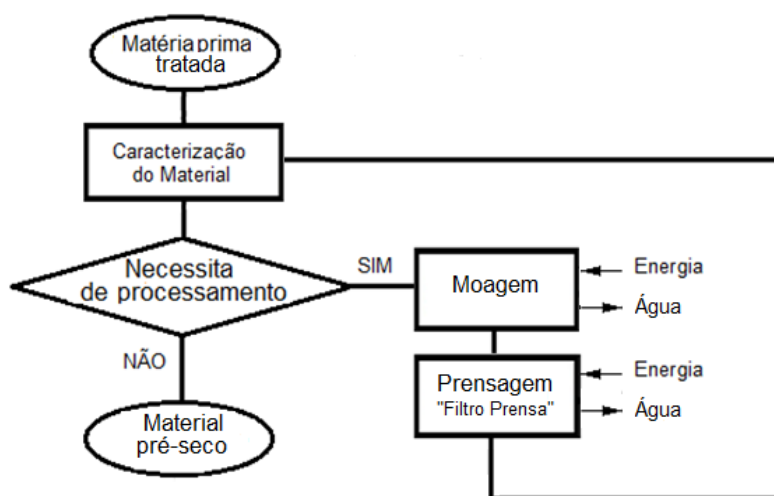 Matéria prima
tratada
Caracterização
do Material
Necessita
de processamento
SIM
Moagem
Energia
Água
NÃO
Prensagem
"Filtro Prensa"
Energia
Água
Material
pré-seco